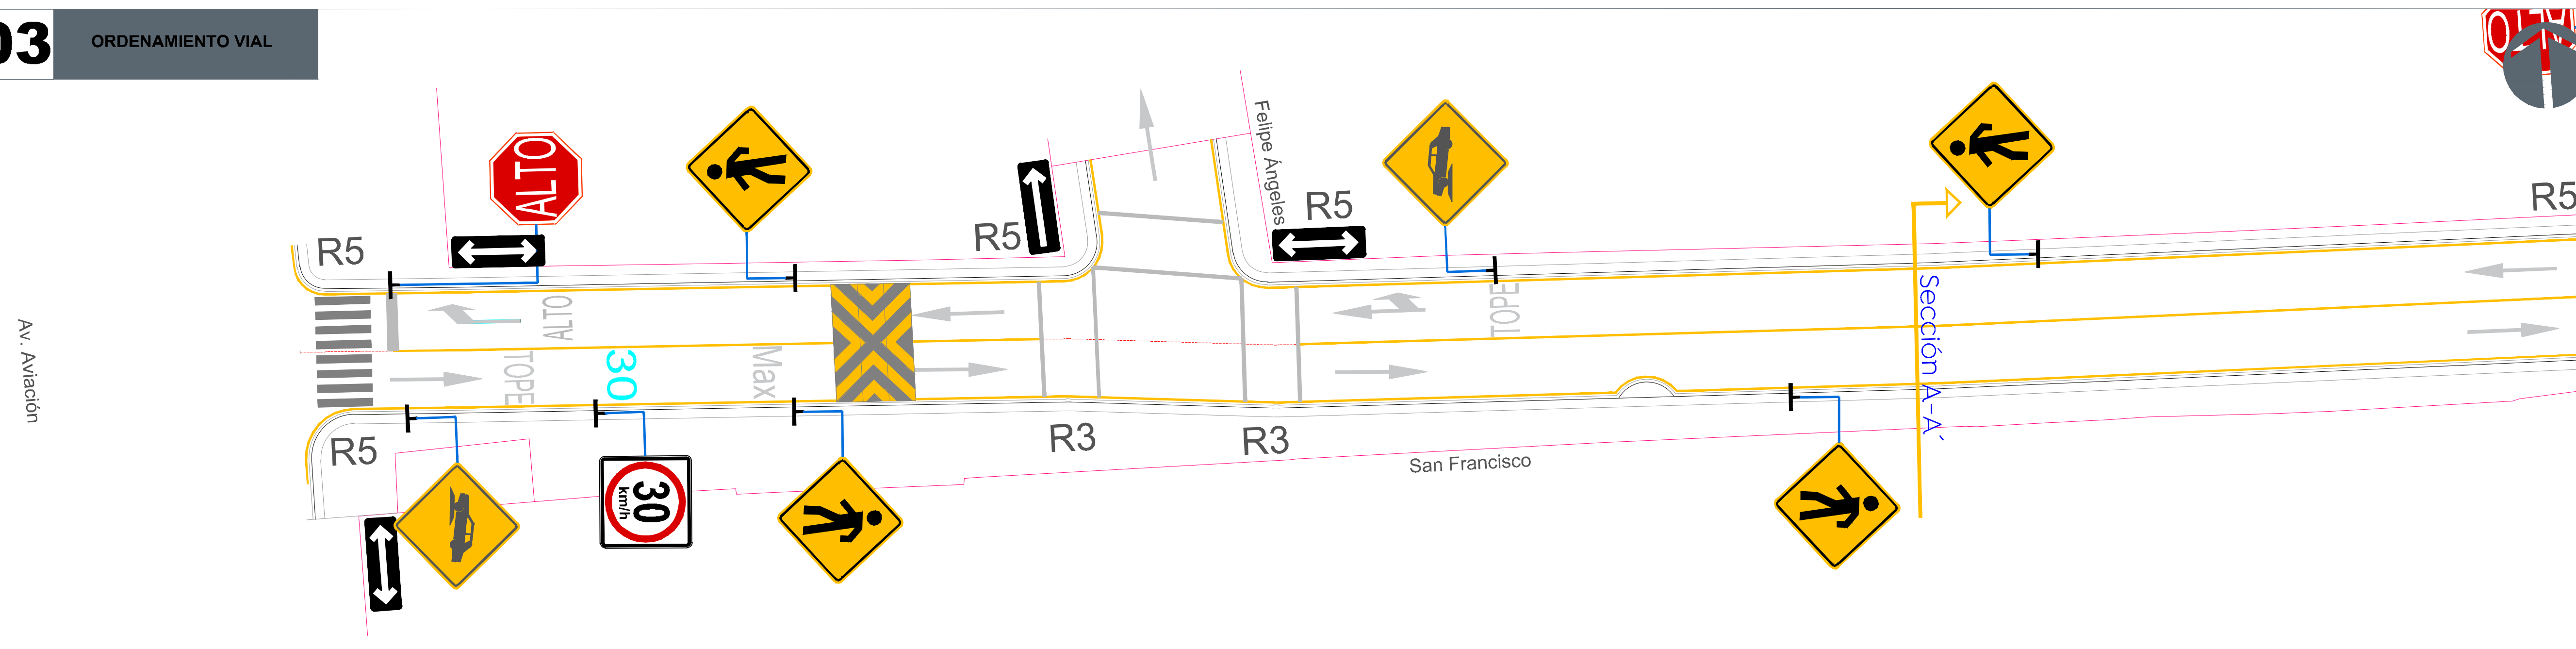 03
ORDENAMIENTO VIAL
ALTO
R5
ALTO
TOPE
30
Max
R5
Felipe Ángeles
R5
TOPE
Sección A-A´
R5
ALTO
Av. Aviación
R5
30
km/h
R3
R3
San Francisco